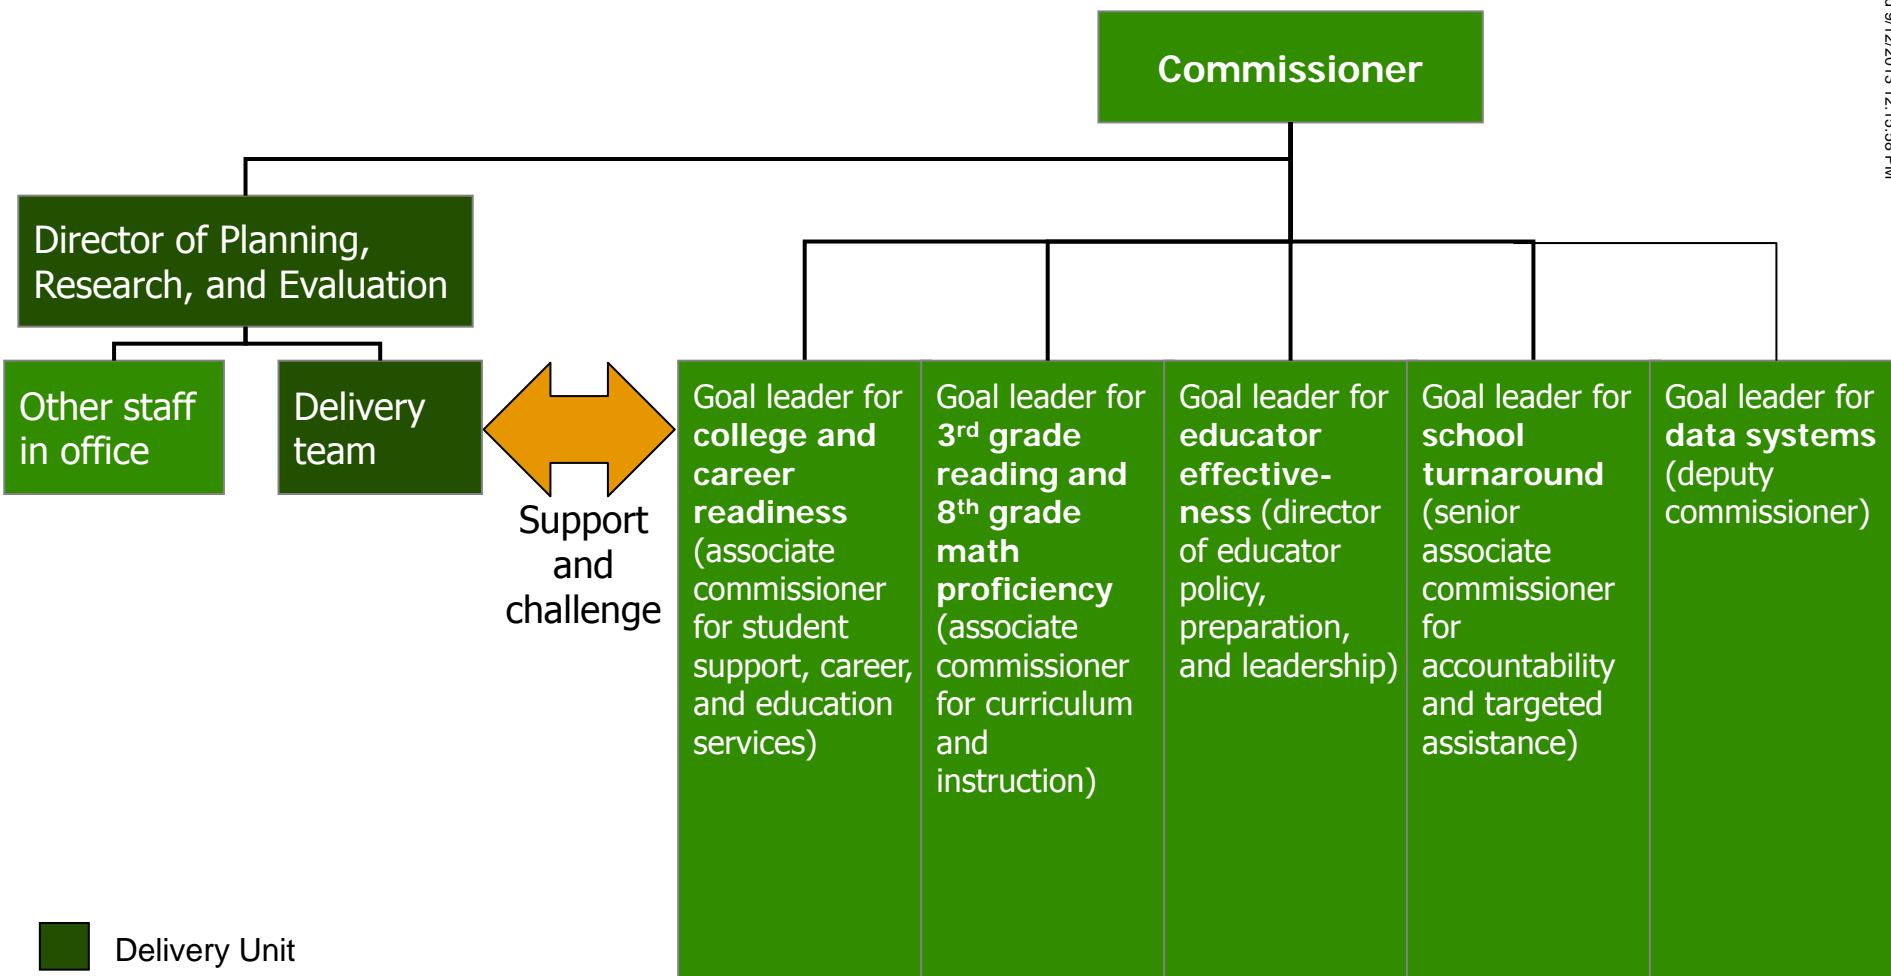 Commissioner
Director of Planning,
Research, and Evaluation
Other staff
in office
Delivery
team
Support
and
challenge
Goal leader for
college and
career
readiness
(associate
commissioner
for student
support, career,
and education
services)
Goal leader for
3rd grade
reading and
8th grade
math
proficiency
(associate
commissioner
for curriculum
and
instruction)
Goal leader for
educator
effective-
ness (director
of educator
policy,
preparation,
and leadership)
Goal leader for
school
turnaround
(senior
associate
commissioner
for
accountability
and targeted
assistance)
Goal leader for
data systems
(deputy
commissioner)
Delivery Unit